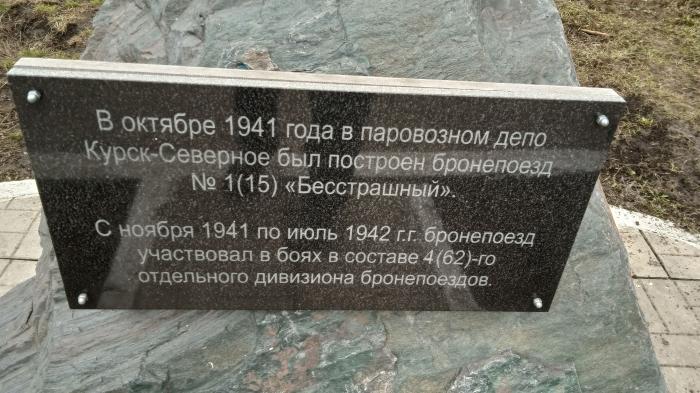 В октябре 1941 года в паровозном депо
Курск-Северное был построен бронепоезд
№ 1(15) «Бесстрашный».
С ноября 1941 по июль 1942 г.г. бронепоезд
участвовал в боях в составе 4(62)-го
отдельного дивизиона бронепоездов.